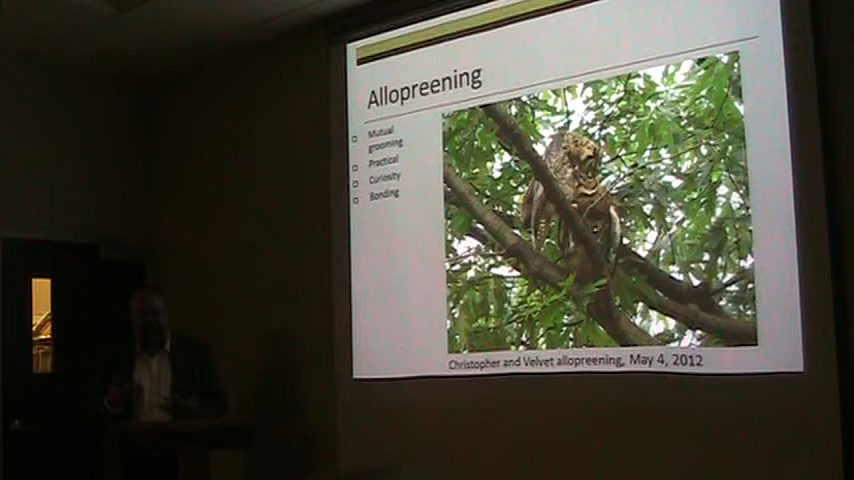 Allopreening
Mutual
grooming
Practical
Curiosity
Bonding
Christopher and Velvet allopreening, May 4, 2012